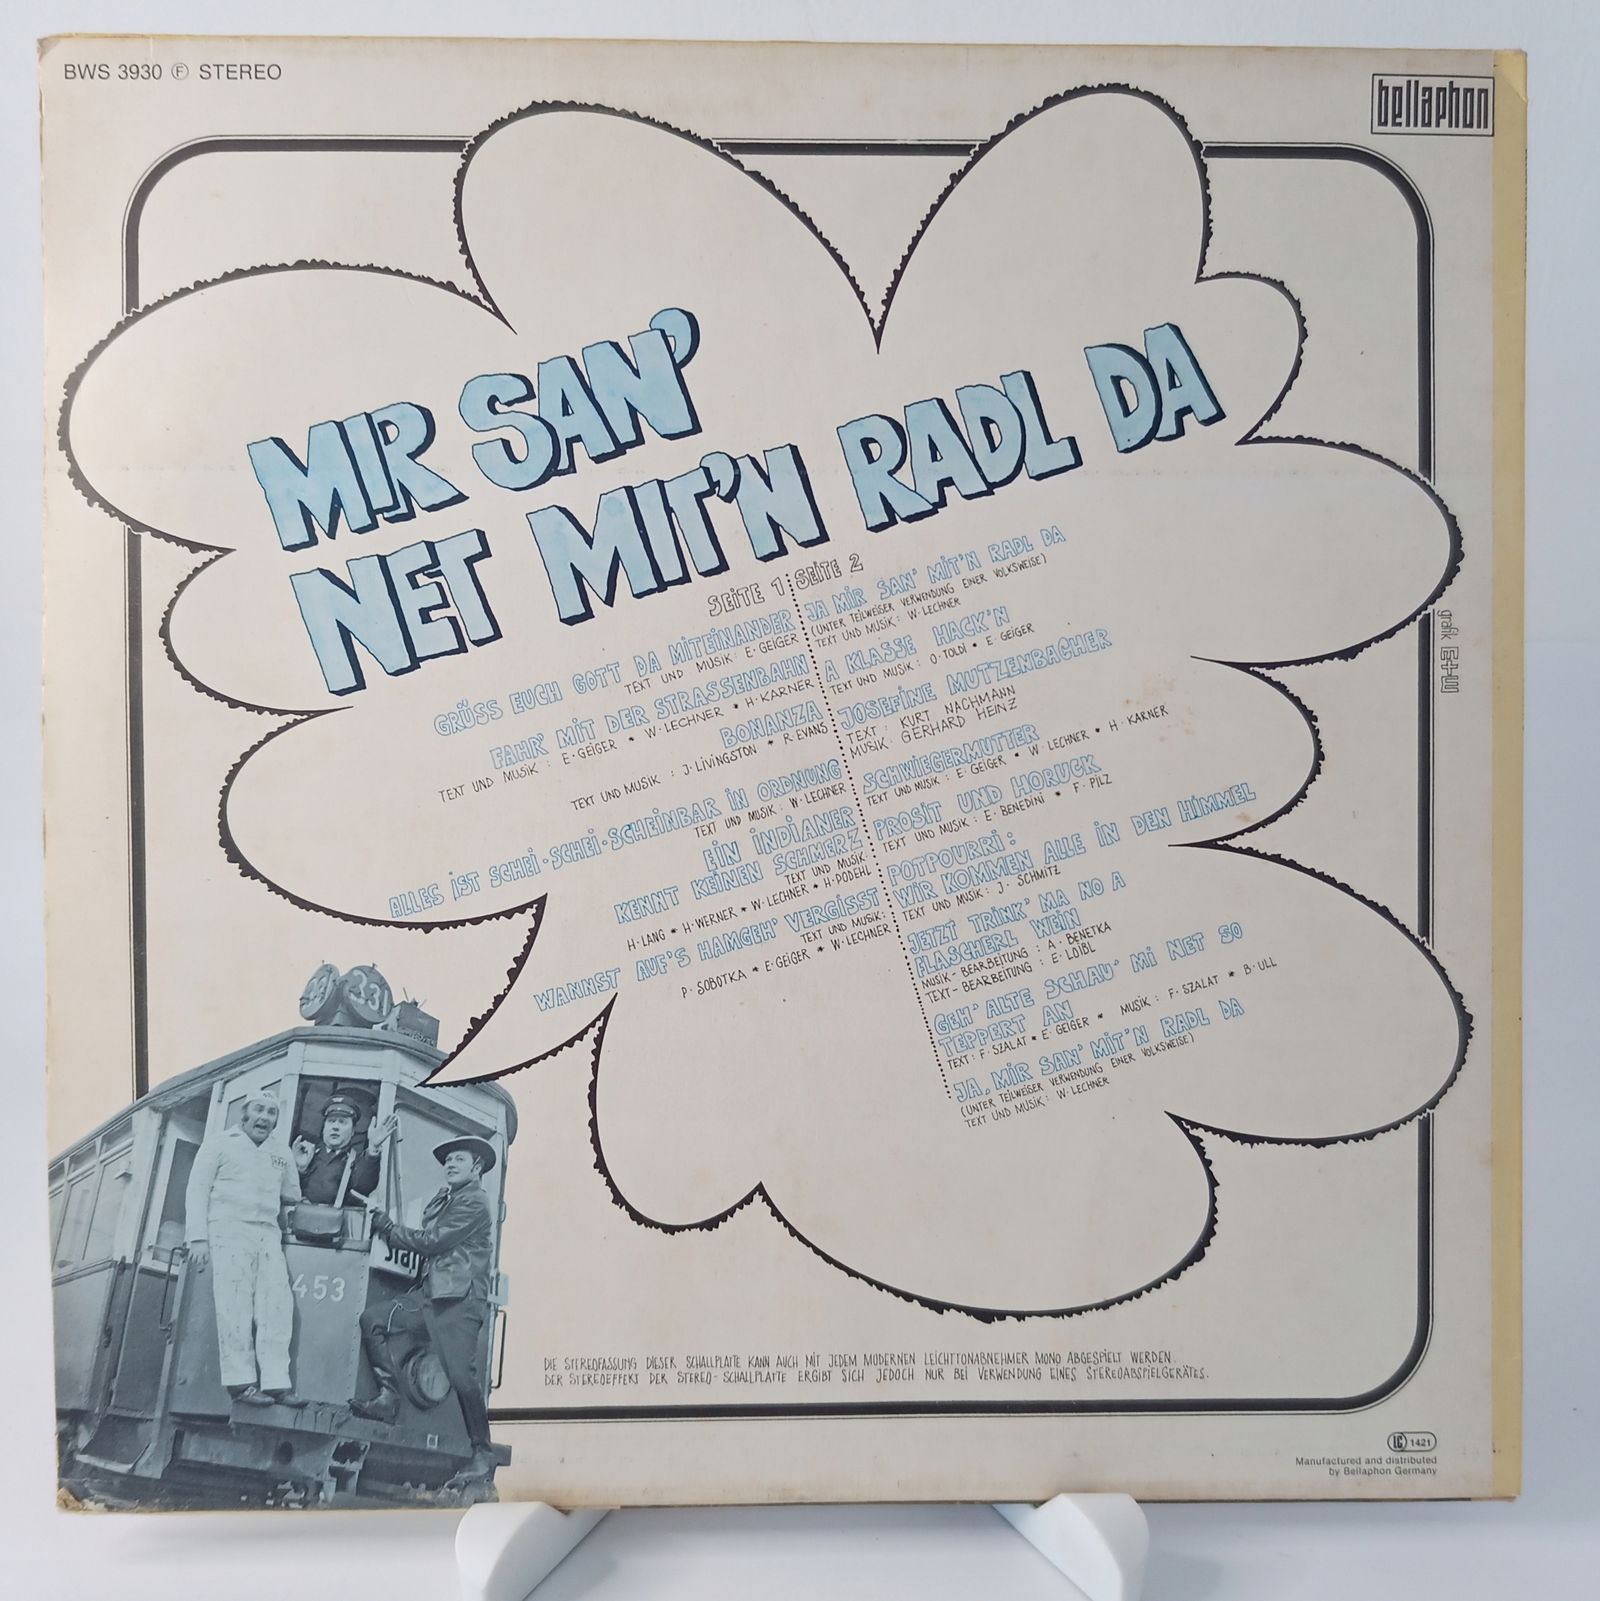 BWS 3930 Ⓕ STEREO
bellaphon
MIR SAN'
NET MIT'N RADL DA
SEITE 1
GRÜSS EUCH GOTT DA MITEINANDER
TEXT UND MUSIK: E·GEIGER
FAHR' MIT DER STRASSENBAHN
TEXT UND MUSIK: E·GEIGER * W·LECHNER * H·KARNER
BONANZA
TEXT UND MUSIK: J·LIVINGSTON * R·EVANS
ALLES IST SCHEI-SCHEI-SCHEINBAR IN ORDNUNG
TEXT UND MUSIK: W·LECHNER
EIN INDIANER
KENNT KEINEN SCHMERZ
TEXT UND MUSIK:
H·LANG * H·WERNER * W·LECHNER * H·PODEHL
WANNST AUF'S HAMGEH' VERGISST
TEXT UND MUSIK:
P·SOBOTKA * E·GEIGER * W·LECHNER
SEITE 2
JA MIR SAN' MIT'N RADL DA
(UNTER TEILWEISER VERWENDUNG EINER VOLKSWEISE)
TEXT UND MUSIK: W·LECHNER
A KLASSE HACK'N
TEXT UND MUSIK: O·TOLDI * E·GEIGER
JOSEFINE MUTZENBACHER
TEXT: KURT NACHMANN
MUSIK: GERHARD HEINZ
SCHWIEGERMUTTER
TEXT UND MUSIK: E·GEIGER * W·LECHNER * H·KARNER
PROSIT UND HORUCK
TEXT UND MUSIK: E·BENEDINI * F·PILZ
POTPOURRI:
WIR KOMMEN ALLE IN DEN HIMMEL
TEXT UND MUSIK: J·SCHMITZ
JETZT TRINK' MA NO A
FLASCHERL WEIN
MUSIK-BEARBEITUNG: A·BENETKA
TEXT-BEARBEITUNG: E·LOIBL
GEH' ALTE SCHAU' MI NET SO
TEPPERT AN
TEXT: F·SZALAT * E·GEIGER * MUSIK: F·SZALAT * B·ULL
JA, MIR SAN' MIT'N RADL DA
(UNTER TEILWEISER VERWENDUNG EINER VOLKSWEISE)
TEXT UND MUSIK: W·LECHNER
grafik E+W
331
453
DIE STEREOFASSUNG DIESER SCHALLPLATTE KANN AUCH MIT JEDEM MODERNEN LEICHTTONABNEHMER MONO ABGESPIELT WERDEN.
DER STEREOEFFEKT DER STEREO-SCHALLPLATTE ERGIBT SICH JEDOCH NUR BEI VERWENDUNG EINES STEREOABSPIELGERÄTES.
LC 1421
Manufactured and distributed
by Bellaphon Germany